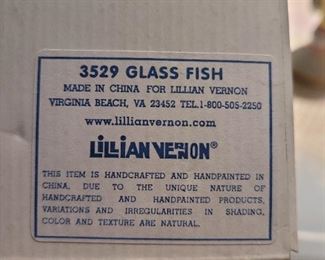 3529 GLASS FISH
MADE IN CHINA FOR LILLIAN VERNON
VIRGINIA BEACH, VA 23452 TEL.1-800-505-2250
www.lillianvernon.com
LILLIAN VERNON®
THIS ITEM IS HANDCRAFTED AND HANDPAINTED IN
CHINA. DUE TO THE UNIQUE NATURE OF
HANDCRAFTED AND HANDPAINTED PRODUCTS,
VARIATIONS AND IRREGULARITIES IN SHADING,
COLOR AND TEXTURE ARE NATURAL.